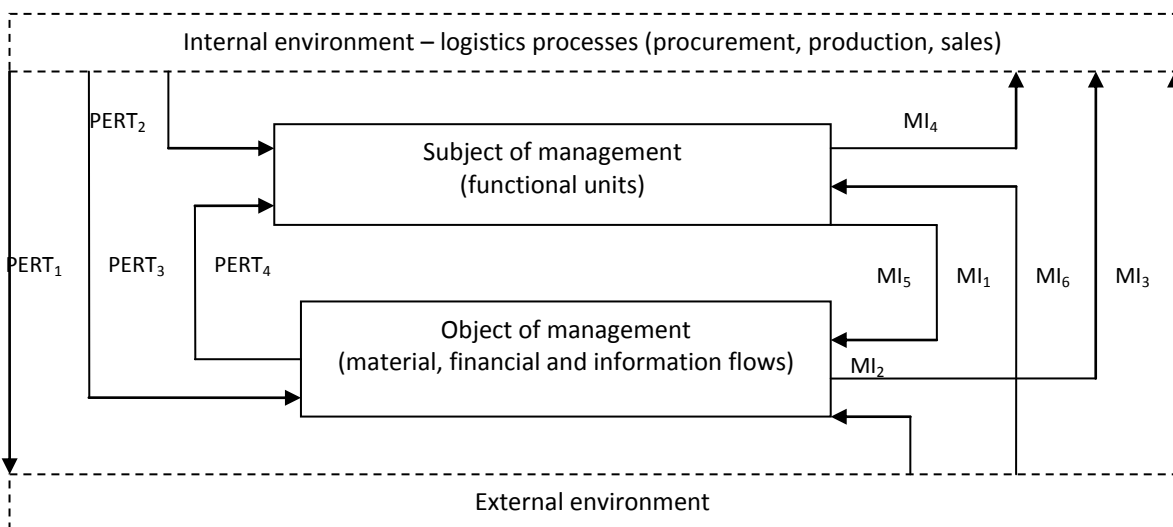 Internal environment – logistics processes (procurement, production, sales)
PERT₂
MI₄
Subject of management
(functional units)
PERT₁
PERT₃
PERT₄
MI₅
MI₁
MI₆
MI₃
Object of management
(material, financial and information flows)
MI₂
External environment